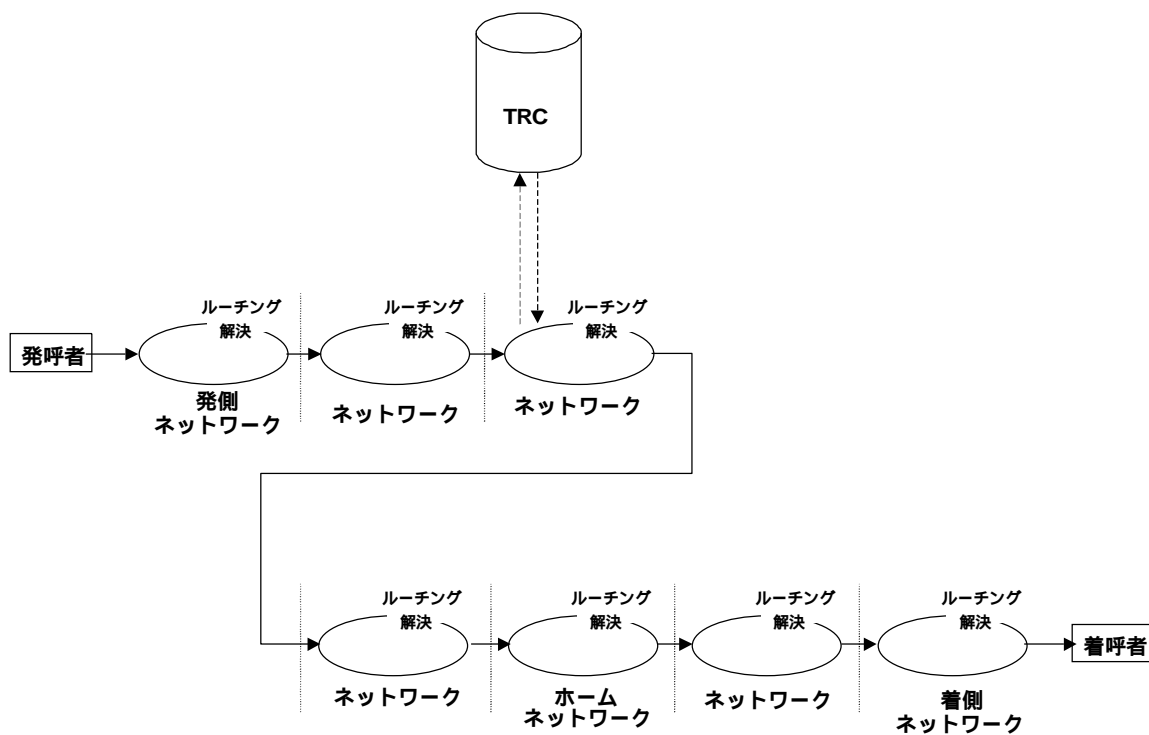 TRC
ルーチング
解決
ルーチング
解決
ルーチング
解決
発呼者
発側
ネットワーク
ネットワーク
ネットワーク
ルーチング
解決
ルーチング
解決
ルーチング
解決
ルーチング
解決
着呼者
ネットワーク
ホーム
ネットワーク
ネットワーク
着側
ネットワーク